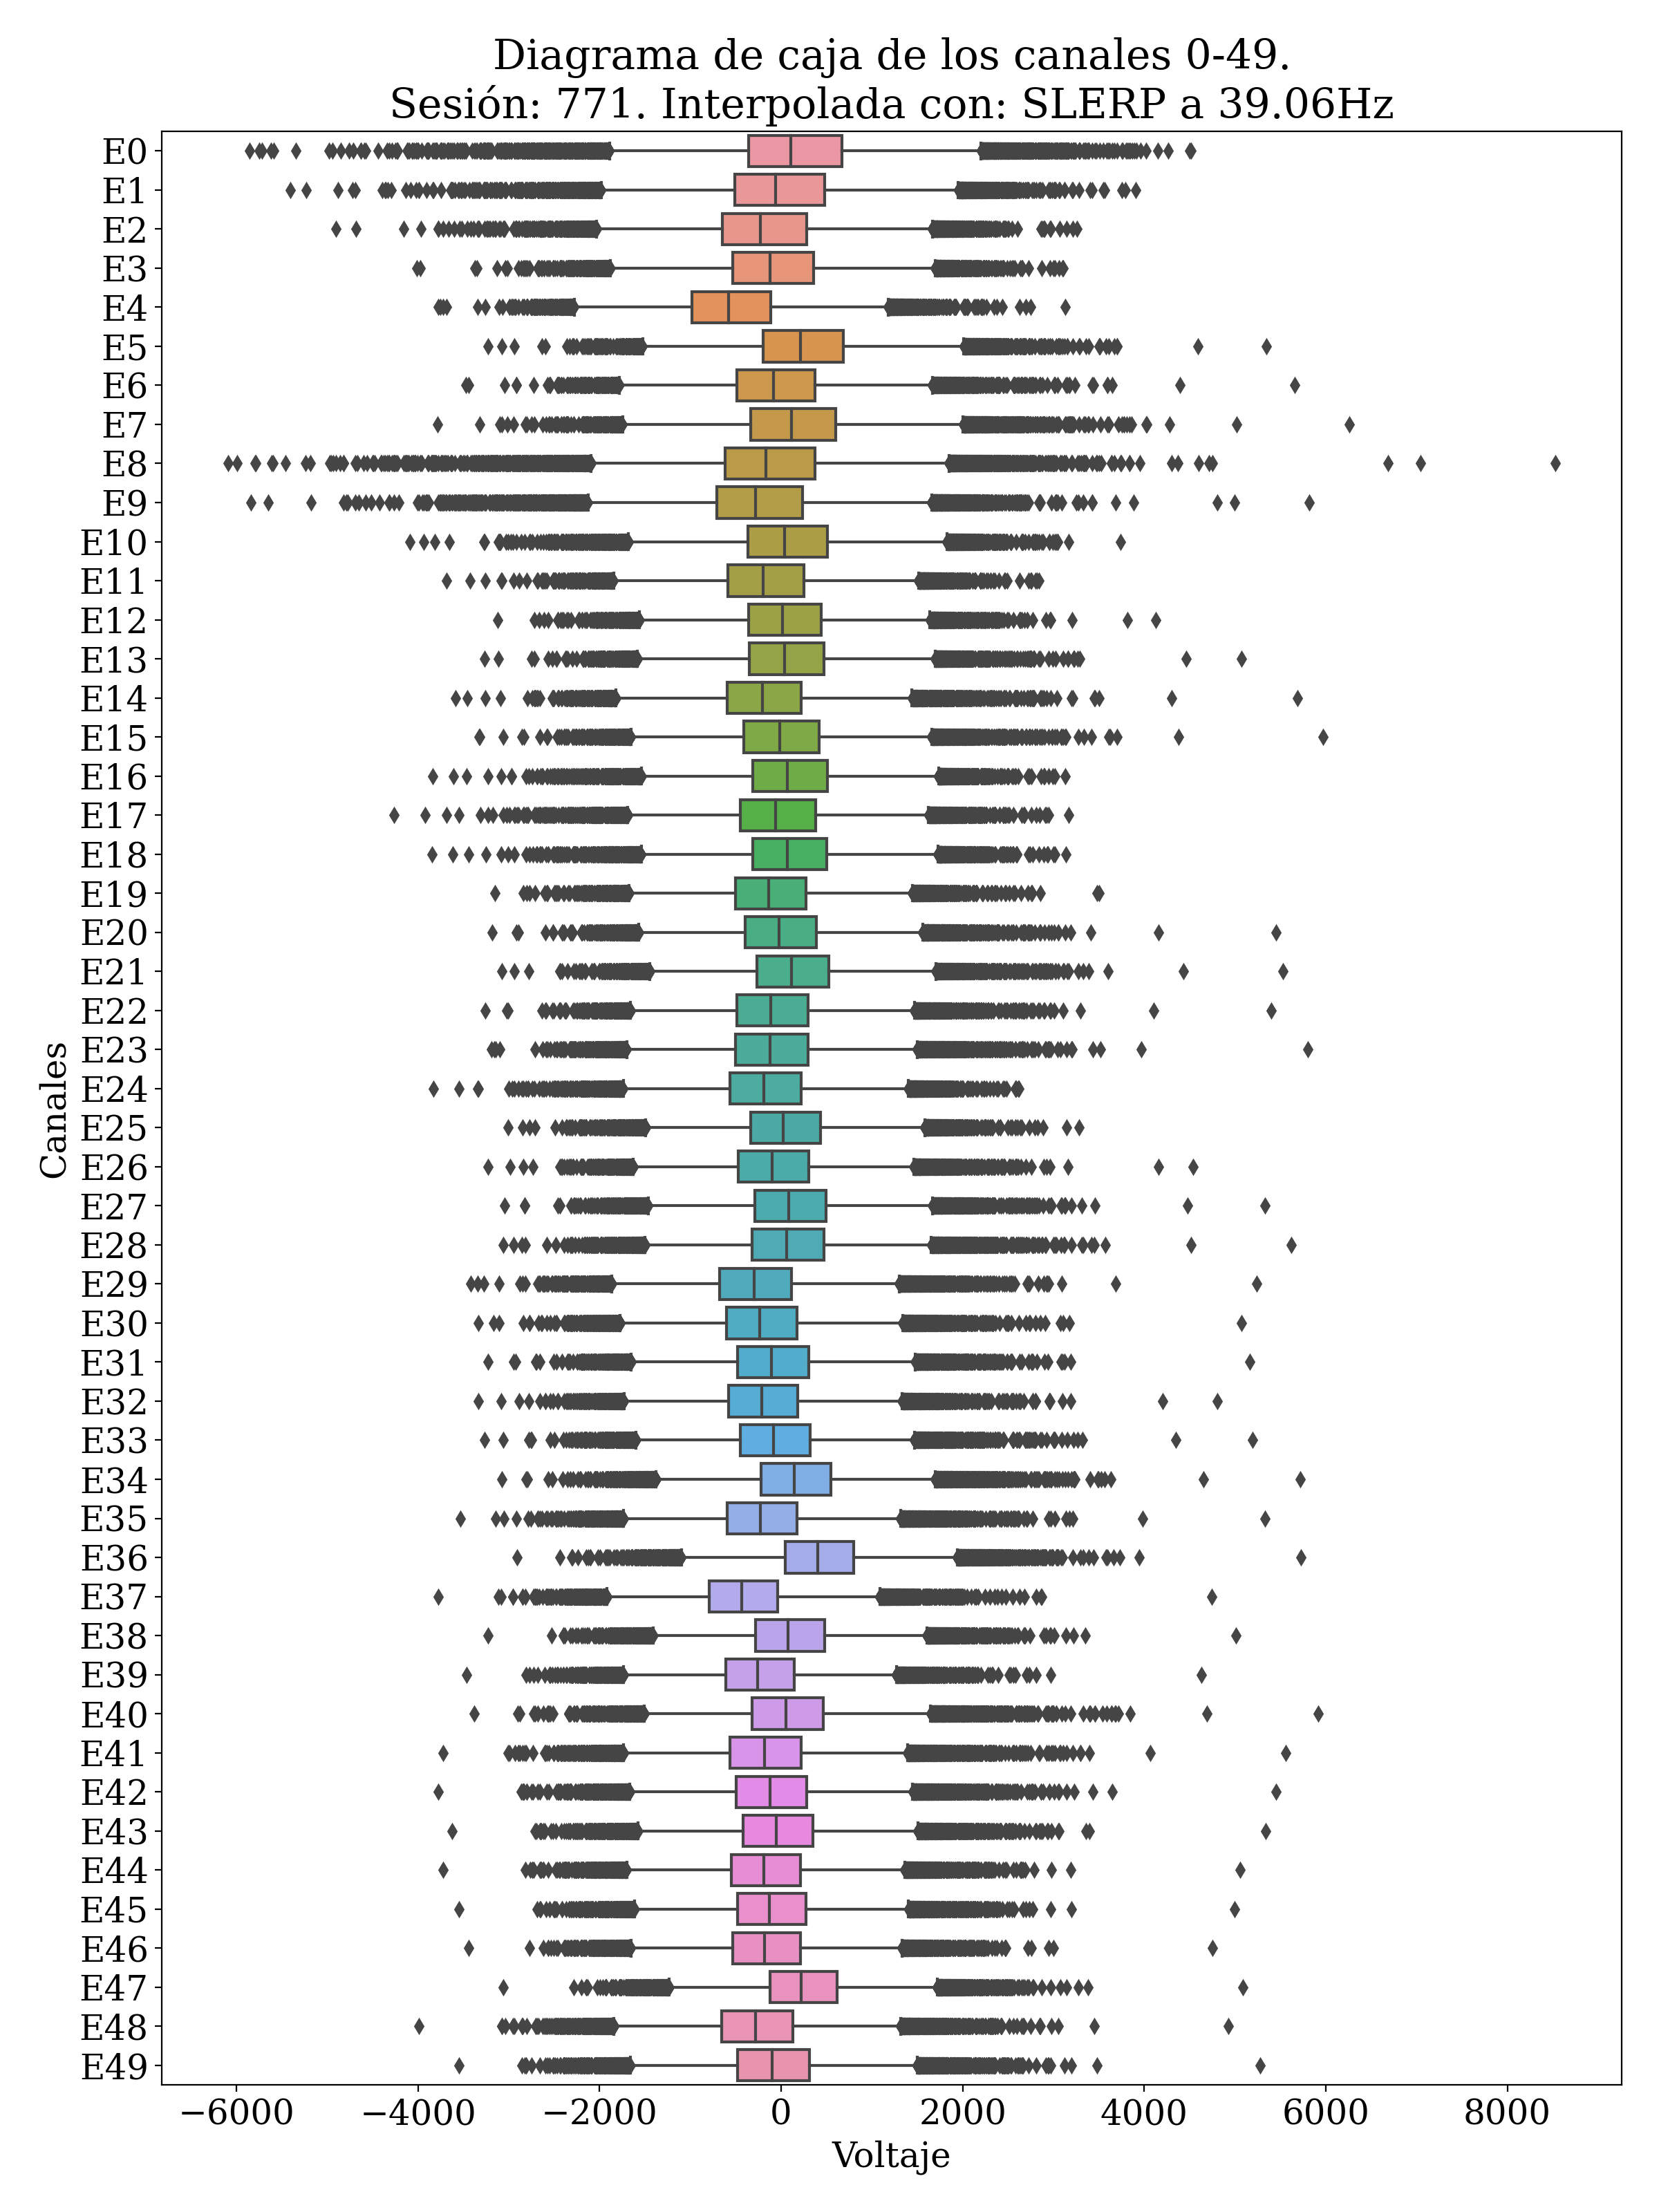 Diagrama de caja de los canales 0-49.
Sesión: 771. Interpolada con: SLERP a 39.06Hz
E0
E1
E2
E3
E4
E5
E6
E7
E8
E9
E10
E11
E12
E13
E14
E15
E16
E17
E18
E19
E20
E21
E22
E23
E24
E25
E26
E27
E28
E29
E30
E31
E32
E33
E34
E35
E36
E37
E38
E39
E40
E41
E42
E43
E44
E45
E46
E47
E48
E49
Canales
−6000 −4000 −2000 0 2000 4000 6000 8000
Voltaje